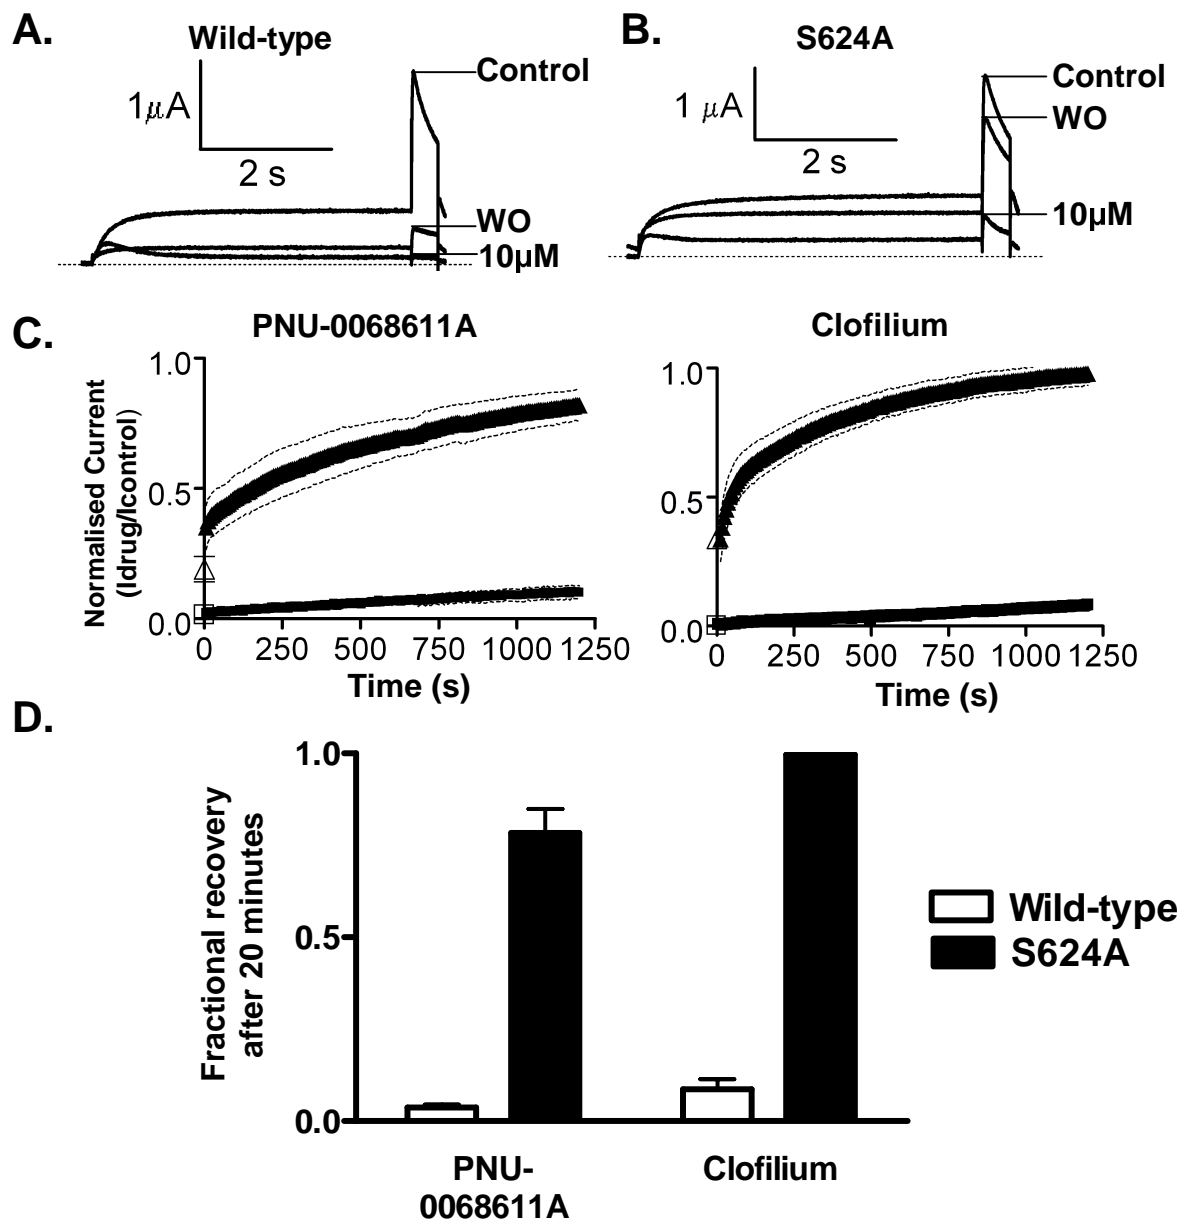 A.
Wild-type
Control
1μA
2 s
WO
10μM
B.
S624A
Control
WO
1 μA
2 s
10μM
C.
PNU-0068611A
Normalised Current
(Idrug/Icontrol)
1.0
0.5
0.0
0 250 500 750 1000 1250
Time (s)
Clofilium
1.0
0.5
0.0
0 250 500 750 1000 1250
Time (s)
D.
Fractional recovery
after 20 minutes
1.0
0.5
0.0
PNU-
0068611A
Clofilium
Wild-type
S624A